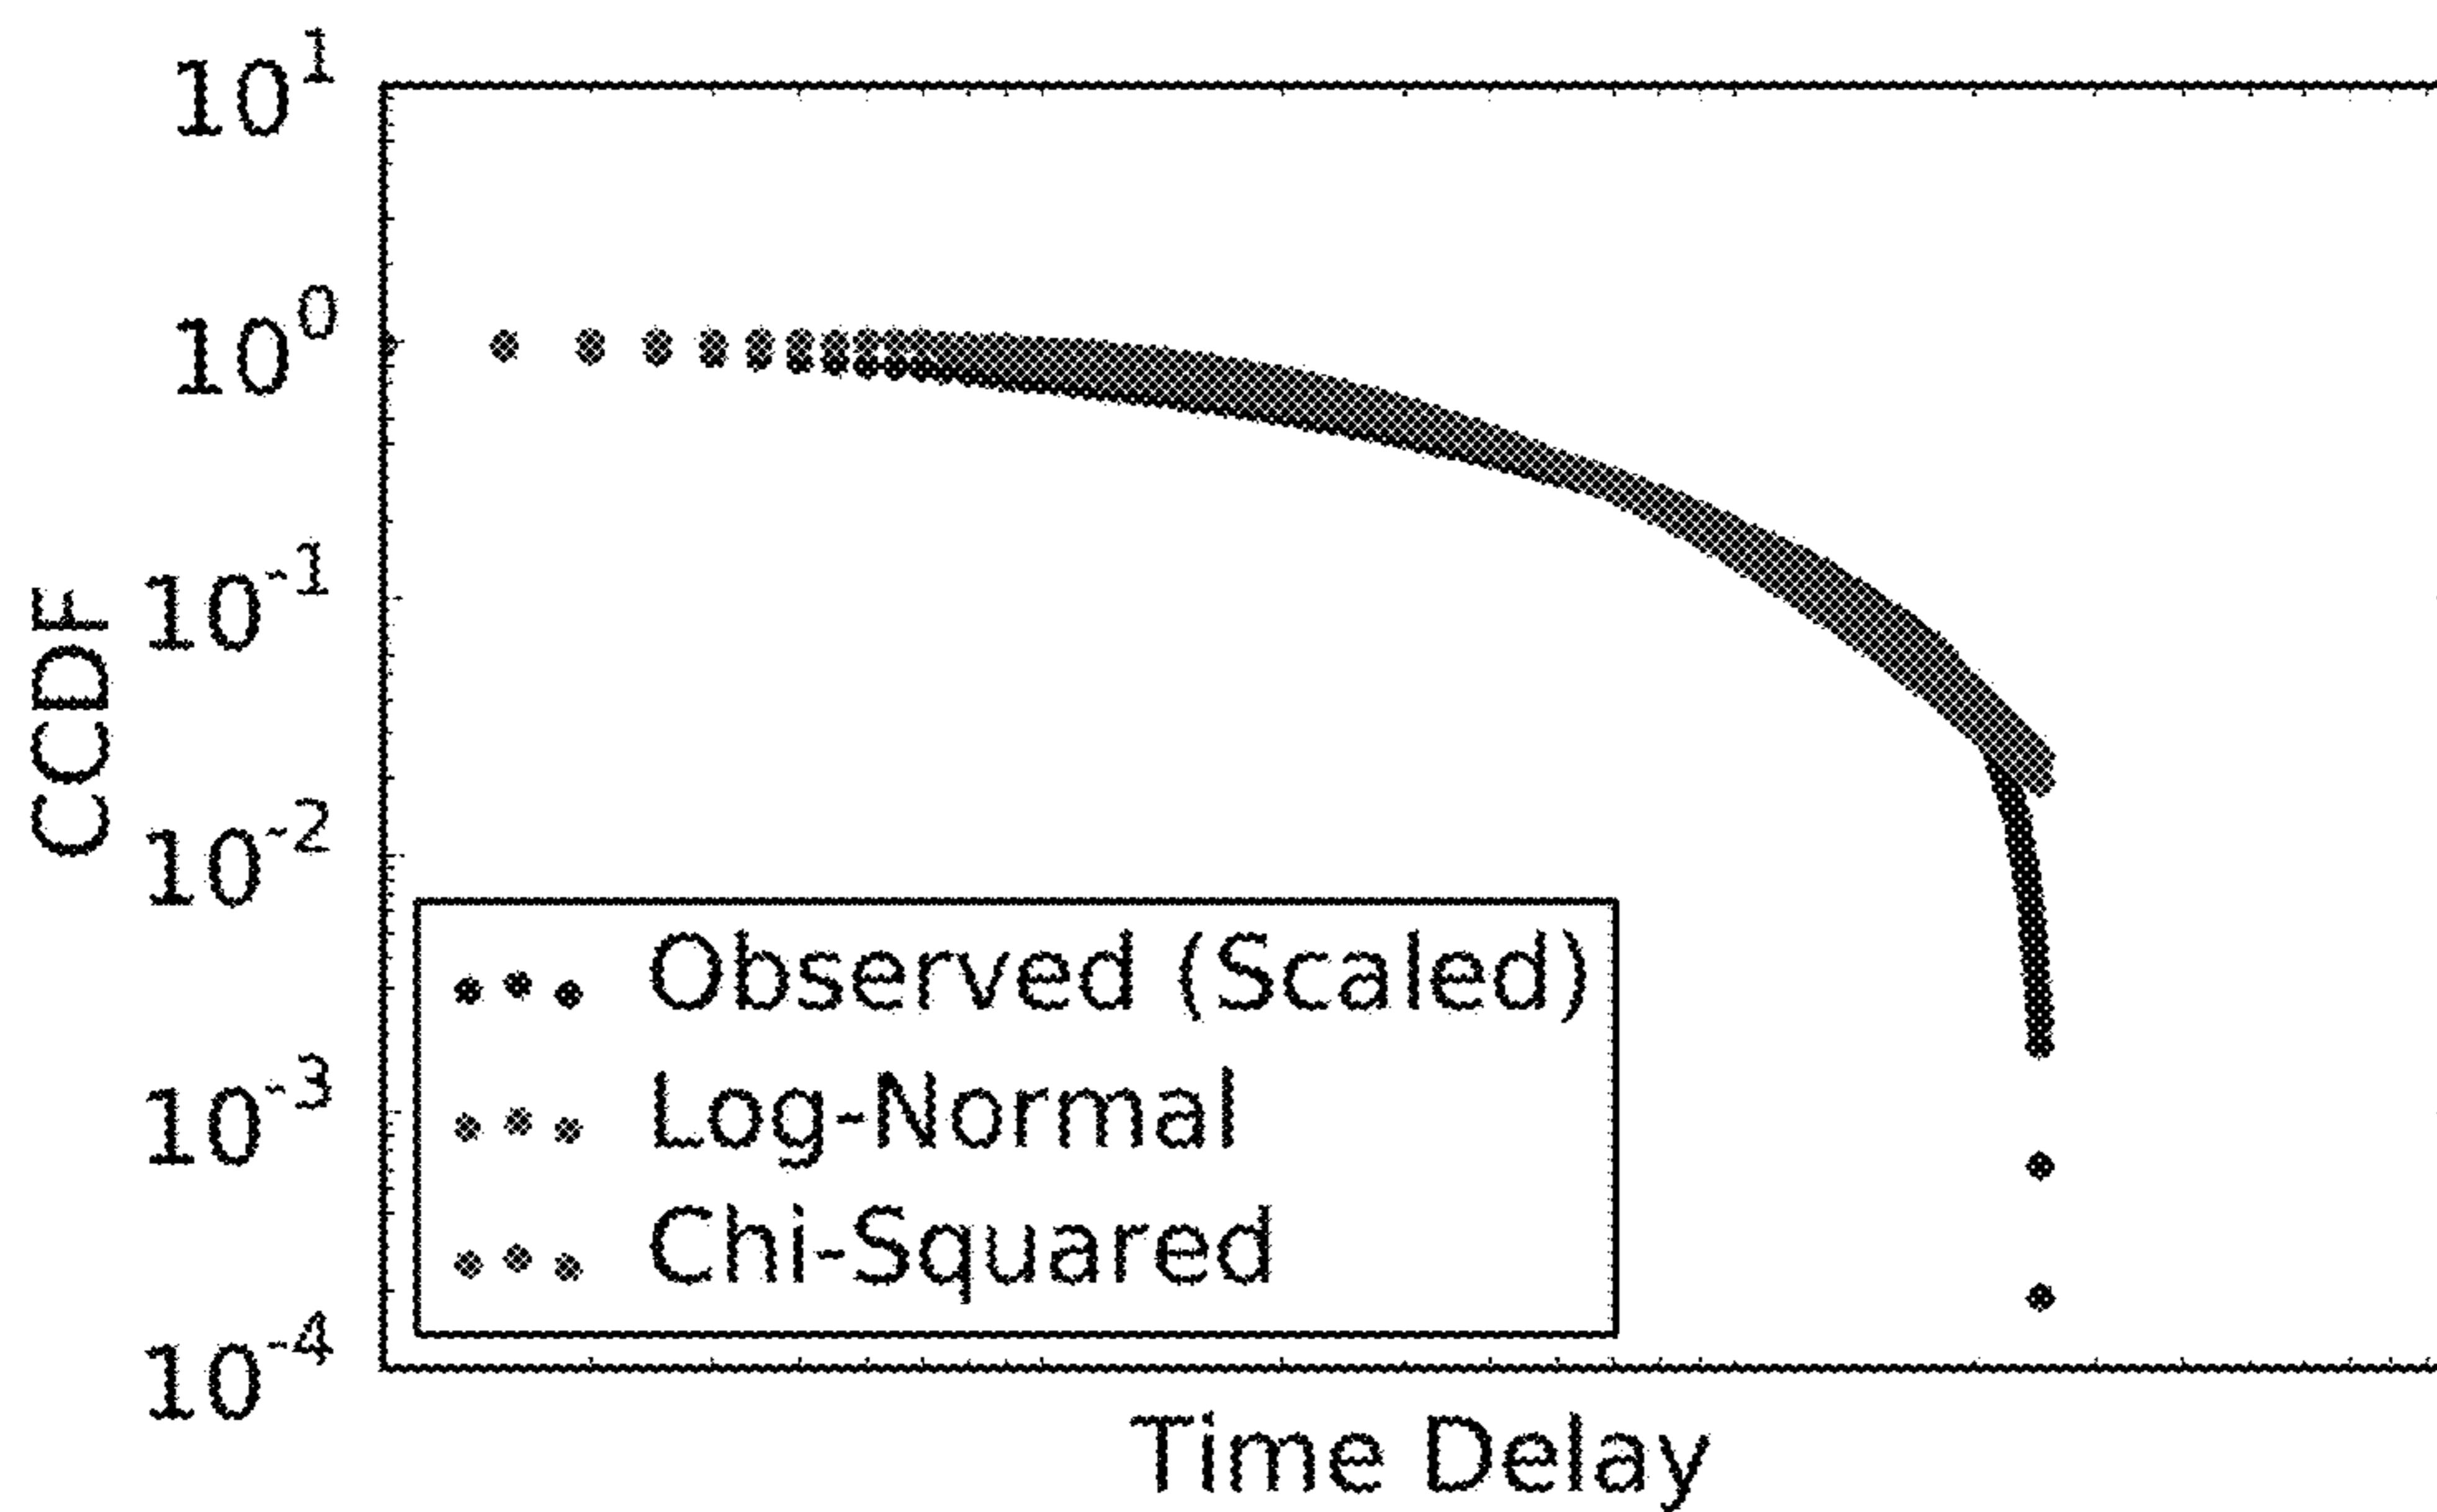 10^1
10^0
10^-1
10^-2
10^-3
10^-4
CCDF
Observed (Scaled)
Log-Normal
Chi-Squared
Time Delay